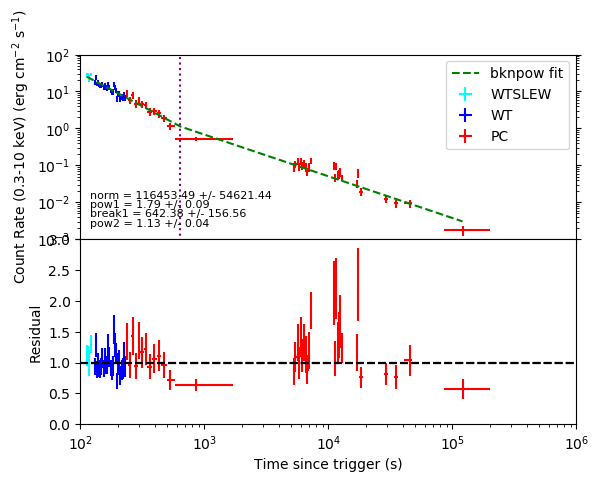 Count Rate (0.3-10 keV) (erg cm⁻² s⁻¹)
10²
10¹
10⁰
10⁻¹
10⁻²
10⁻³
bknpow fit
WTSLEW
WT
PC
norm = 116453.49 +/- 54621.44
pow1 = 1.79 +/- 0.09
break1 = 642.38 +/- 156.56
pow2 = 1.13 +/- 0.04
Residual
3.0
2.5
2.0
1.5
1.0
0.5
0.0
10² 10³ 10⁴ 10⁵ 10⁶
Time since trigger (s)